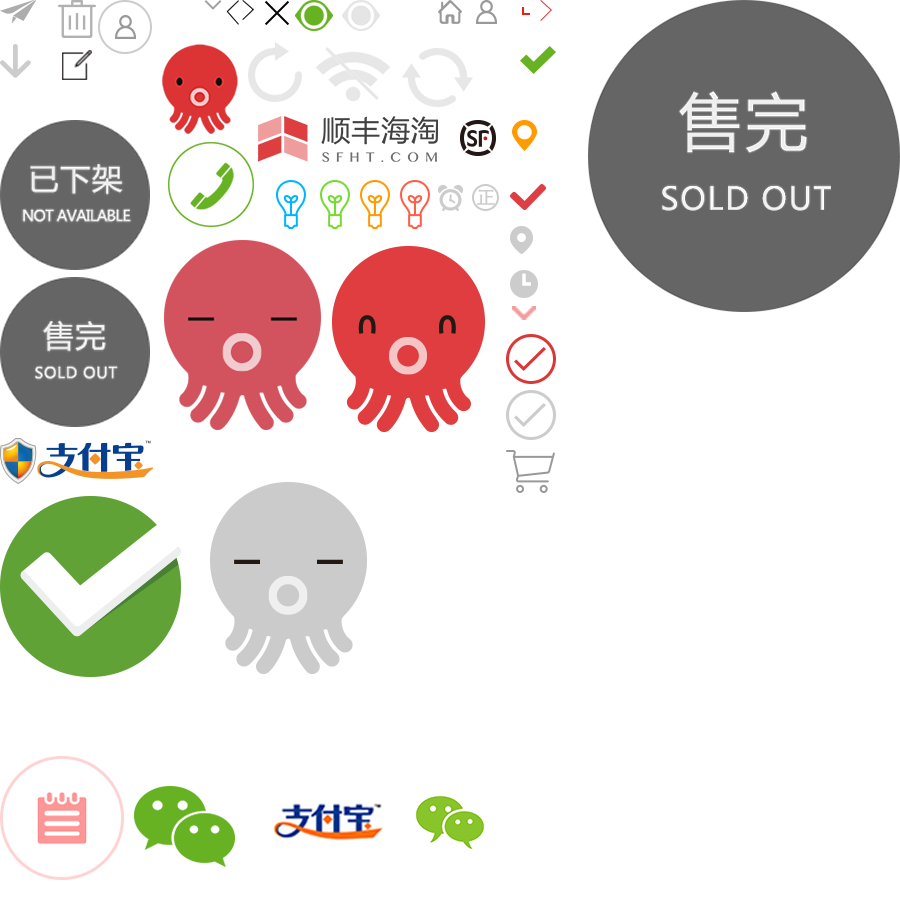 售完
SOLD OUT
顺丰海淘
SFHT.COM
SF
已下架
NOT AVAILABLE
正
售完
SOLD OUT
支付宝™
支付宝™